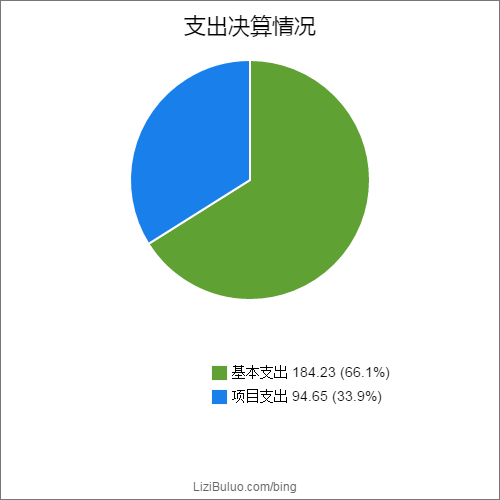 支出决算情况
基本支出 184.23 (66.1%)
项目支出 94.65 (33.9%)
LiziBuluo.com/bing